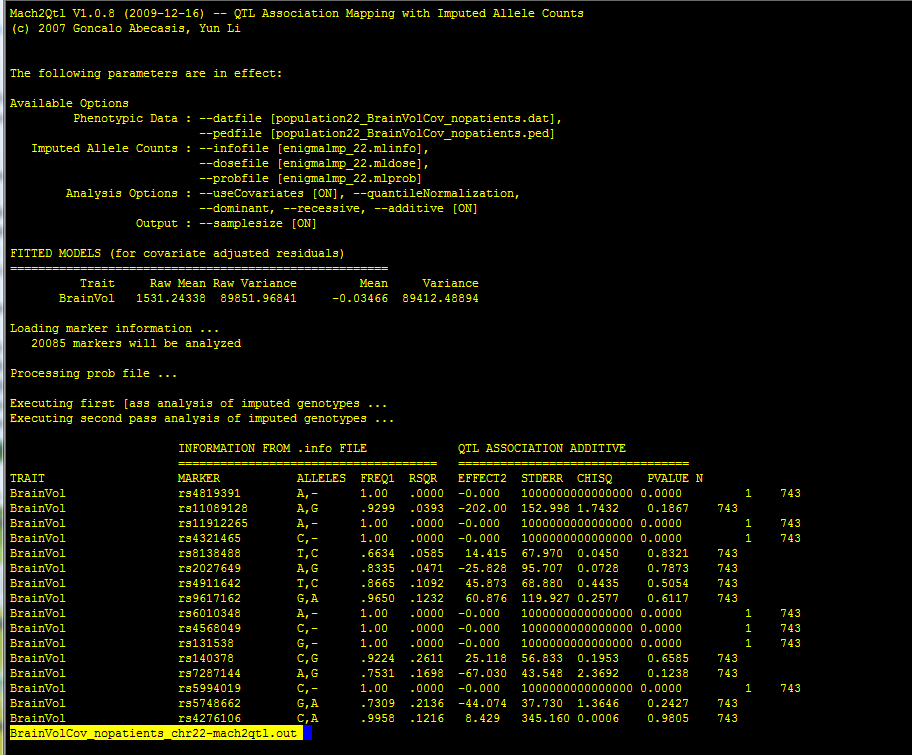 Mach2Qtl V1.0.8 (2009-12-16) -- QTL Association Mapping with Imputed Allele Counts
(c) 2007 Goncalo Abecasis, Yun Li
The following parameters are in effect:
Available Options
Phenotypic Data : --datfile [population22_BrainVolCov_nopatients.dat],
--pedfile [population22_BrainVolCov_nopatients.ped]
Imputed Allele Counts : --infofile [enigmalmp_22.mlinfo],
--dosefile [enigmalmp_22.mldose],
--probfile [enigmalmp_22.mlprob]
Analysis Options : --useCovariates [ON], --quantileNormalization,
--dominant, --recessive, --additive [ON]
Output : --samplesize [ON]
FITTED MODELS (for covariate adjusted residuals)
======================================================
Trait Raw Mean Raw Variance Mean Variance
BrainVol 1531.24338 89851.96841 -0.03466 89412.48894
Loading marker information ...
20085 markers will be analyzed
Processing prob file ...
Executing first [ass analysis of imputed genotypes ...
Executing second pass analysis of imputed genotypes ...
INFORMATION FROM .info FILE QTL ASSOCIATION ADDITIVE
===================================== =================================
TRAIT MARKER ALLELES FREQ1 RSQR EFFECT2 STDERR CHISQ PVALUE N
BrainVol rs4819391 A,- 1.00 .0000 -0.000 1000000000000000 0.0000 1 743
BrainVol rs11089128 A,G .9299 .0393 -202.00 152.998 1.7432 0.1867 743
BrainVol rs11912265 A,- 1.00 .0000 -0.000 1000000000000000 0.0000 1 743
BrainVol rs4321465 C,- 1.00 .0000 -0.000 1000000000000000 0.0000 1 743
BrainVol rs8138488 T,C .6634 .0585 14.415 67.970 0.0450 0.8321 743
BrainVol rs2027649 A,G .8335 .0471 -25.828 95.707 0.0728 0.7873 743
BrainVol rs4911642 T,C .8665 .1092 45.873 68.880 0.4435 0.5054 743
BrainVol rs9617162 G,A .9650 .1232 60.876 119.927 0.2577 0.6117 743
BrainVol rs6010348 A,- 1.00 .0000 -0.000 1000000000000000 0.0000 1 743
BrainVol rs4568049 C,- 1.00 .0000 -0.000 1000000000000000 0.0000 1 743
BrainVol rs131538 G,- 1.00 .0000 -0.000 1000000000000000 0.0000 1 743
BrainVol rs140378 C,G .9224 .2611 25.118 56.833 0.1953 0.6585 743
BrainVol rs7287144 A,G .7531 .1698 -67.030 43.548 2.3692 0.1238 743
BrainVol rs5994019 C,- 1.00 .0000 -0.000 1000000000000000 0.0000 1 743
BrainVol rs5748662 G,A .7309 .2136 -44.074 37.730 1.3646 0.2427 743
BrainVol rs4276106 C,A .9958 .1216 8.429 345.160 0.0006 0.9805 743
BrainVolCov_nopatients_chr22-mach2qtl.out